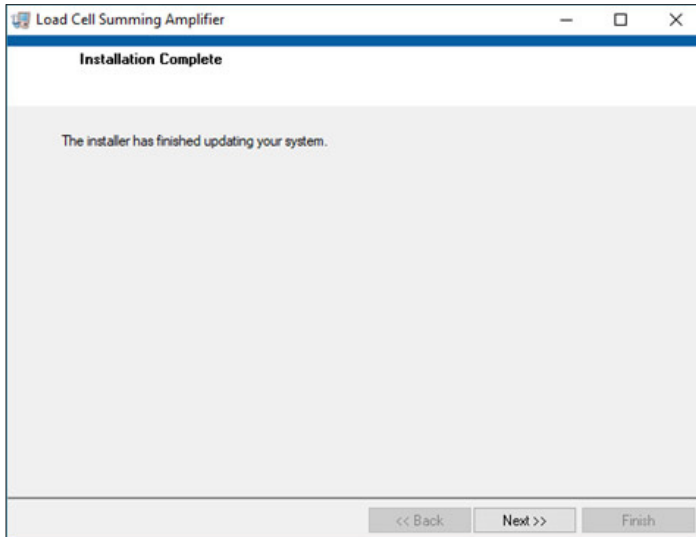 Load Cell Summing Amplifier
Installation Complete
The installer has finished updating your system.
<< Back Next >> Finish